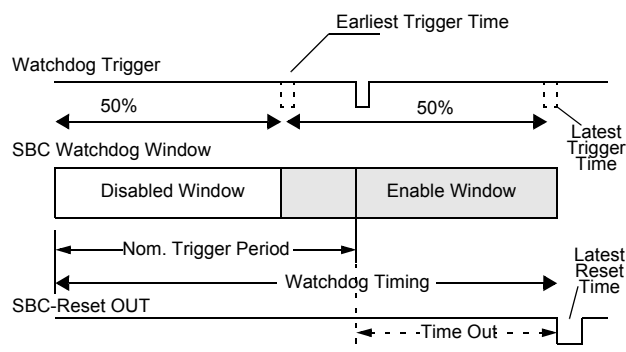 Earliest Trigger Time
Watchdog Trigger
50%
50%
Latest
Trigger
Time
SBC Watchdog Window
Disabled Window
Enable Window
Nom. Trigger Period
Watchdog Timing
Latest
Reset
Time
SBC-Reset OUT
Time Out